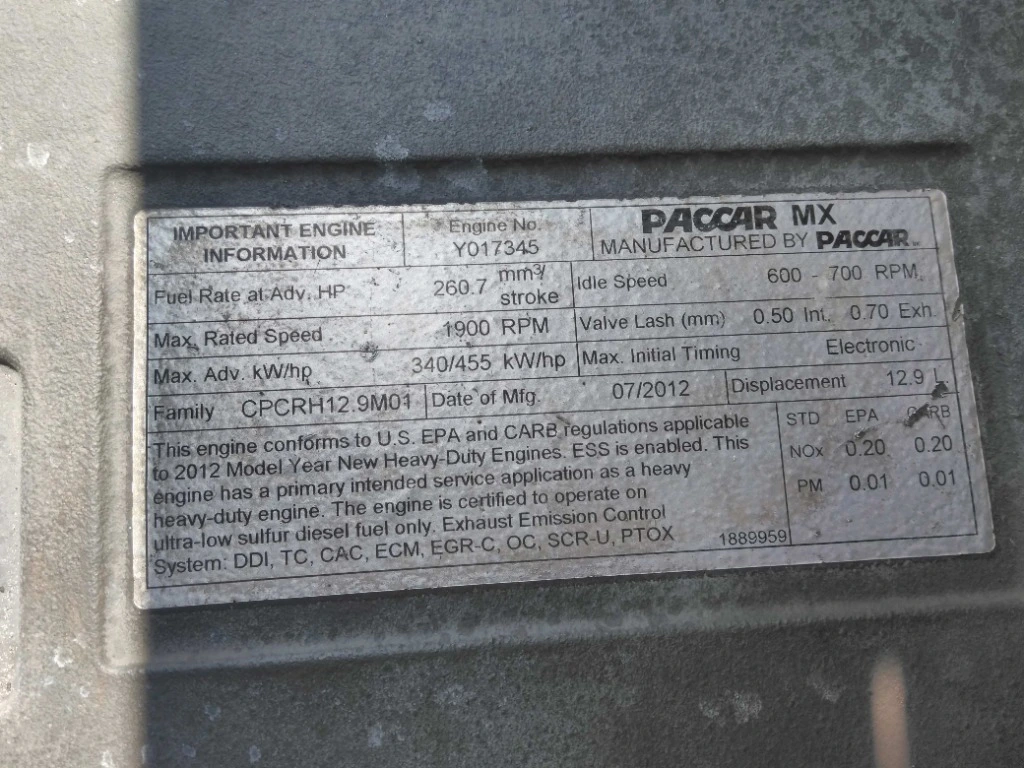 IMPORTANT ENGINE
INFORMATION
Engine No.
Y017345
PACCAR MX
MANUFACTURED BY PACCAR
Fuel Rate at Adv. HP 260.7 mm³/
stroke
Idle Speed 600 - 700 RPM
Max. Rated Speed 1900 RPM
Valve Lash (mm) 0.50 Int. 0.70 Exh.
Max. Adv. kW/hp 340/455 kW/hp
Max. Initial Timing Electronic
Family CPCRH12.9M01
Date of Mfg. 07/2012
Displacement 12.9 L
This engine conforms to U.S. EPA and CARB regulations applicable
to 2012 Model Year New Heavy-Duty Engines. ESS is enabled. This
engine has a primary intended service application as a heavy
heavy-duty engine. The engine is certified to operate on
ultra-low sulfur diesel fuel only. Exhaust Emission Control
System: DDI, TC, CAC, ECM, EGR-C, OC, SCR-U, PTOX
1889959
STD EPA CARB
NOx 0.20 0.20
PM 0.01 0.01